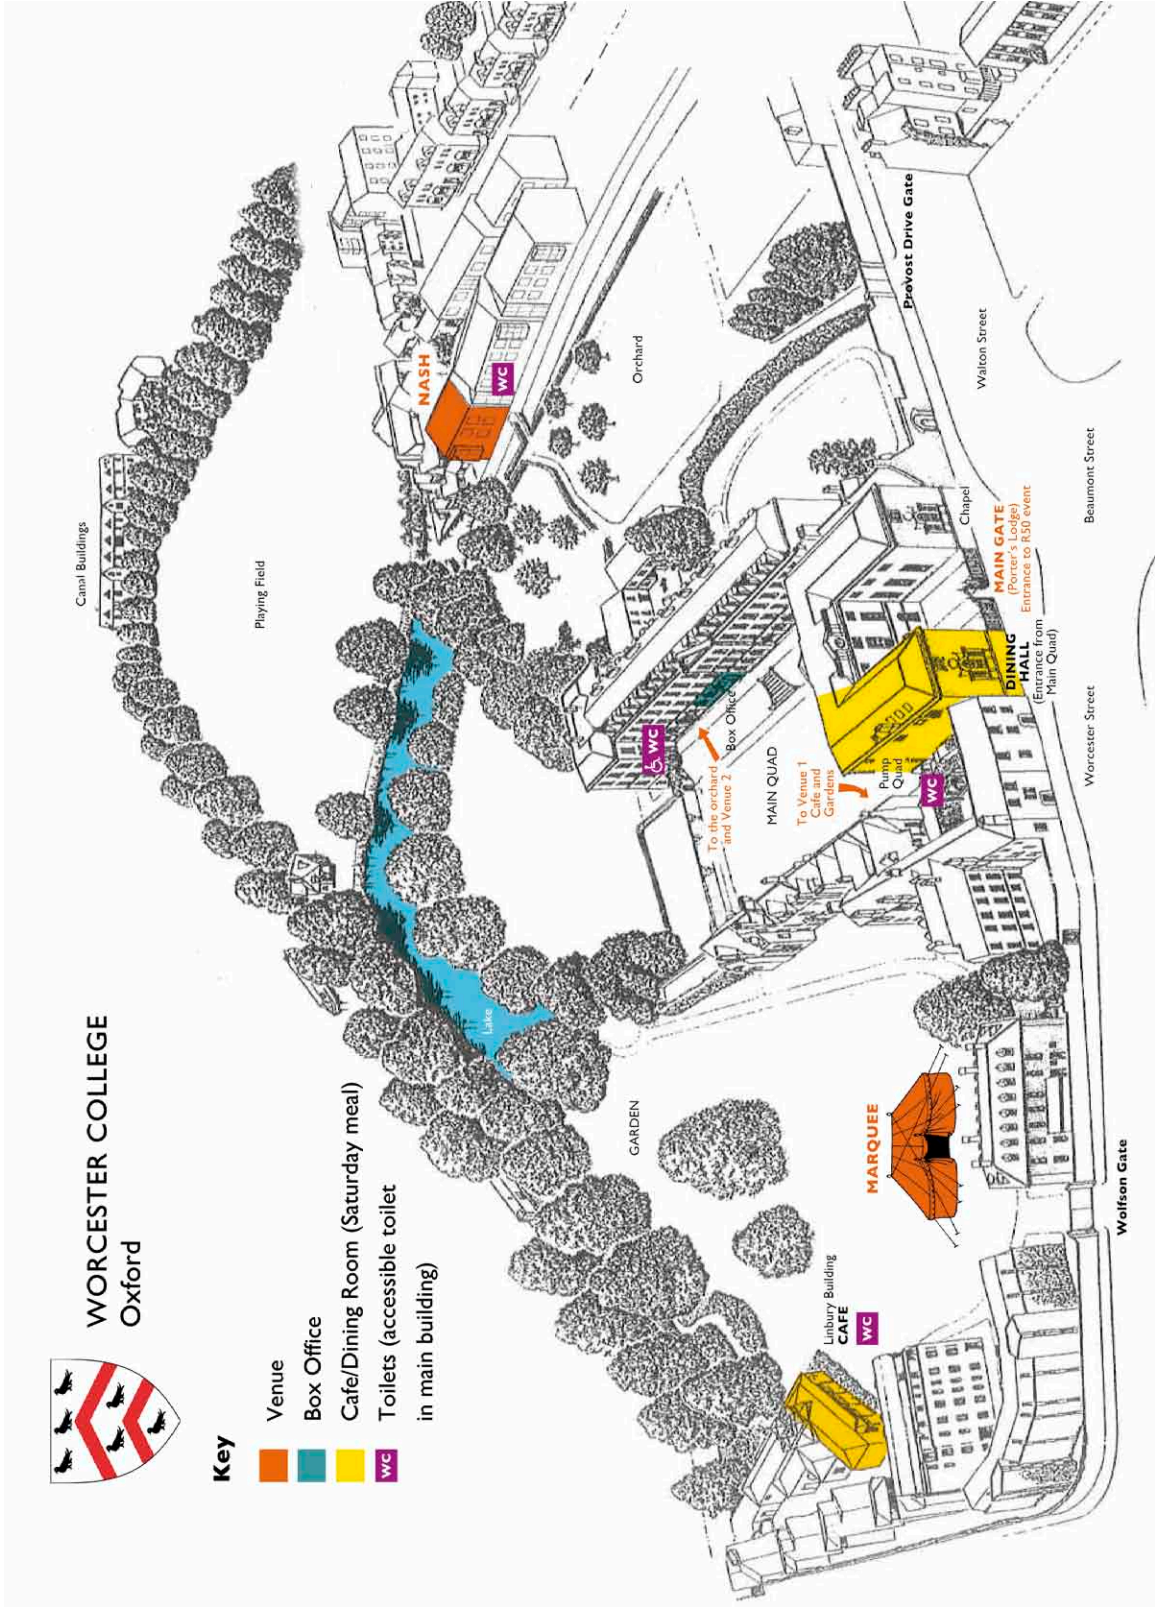 WORCESTER COLLEGE
Oxford
Key
Venue
Box Office
Cafe/Dining Room (Saturday meal)
WC
Toilets (accessible toilet
in main building)
Canal Buildings
Playing Field
NASH
WC
Orchard
Lake
GARDEN
WC
Box Office
To the orchard
and Venue 2
MAIN QUAD
To Venue 1
Cafe and
Gardens
Pump
Quad
WC
Provost Drive Gate
Walton Street
Chapel
MAIN GATE
(Porter's Lodge)
Entrance to R50 event
Beaumont Street
DINING
HALL
(Entrance from
Main Quad)
Worcester Street
MARQUEE
Linbury Building
CAFE
WC
Wolfson Gate